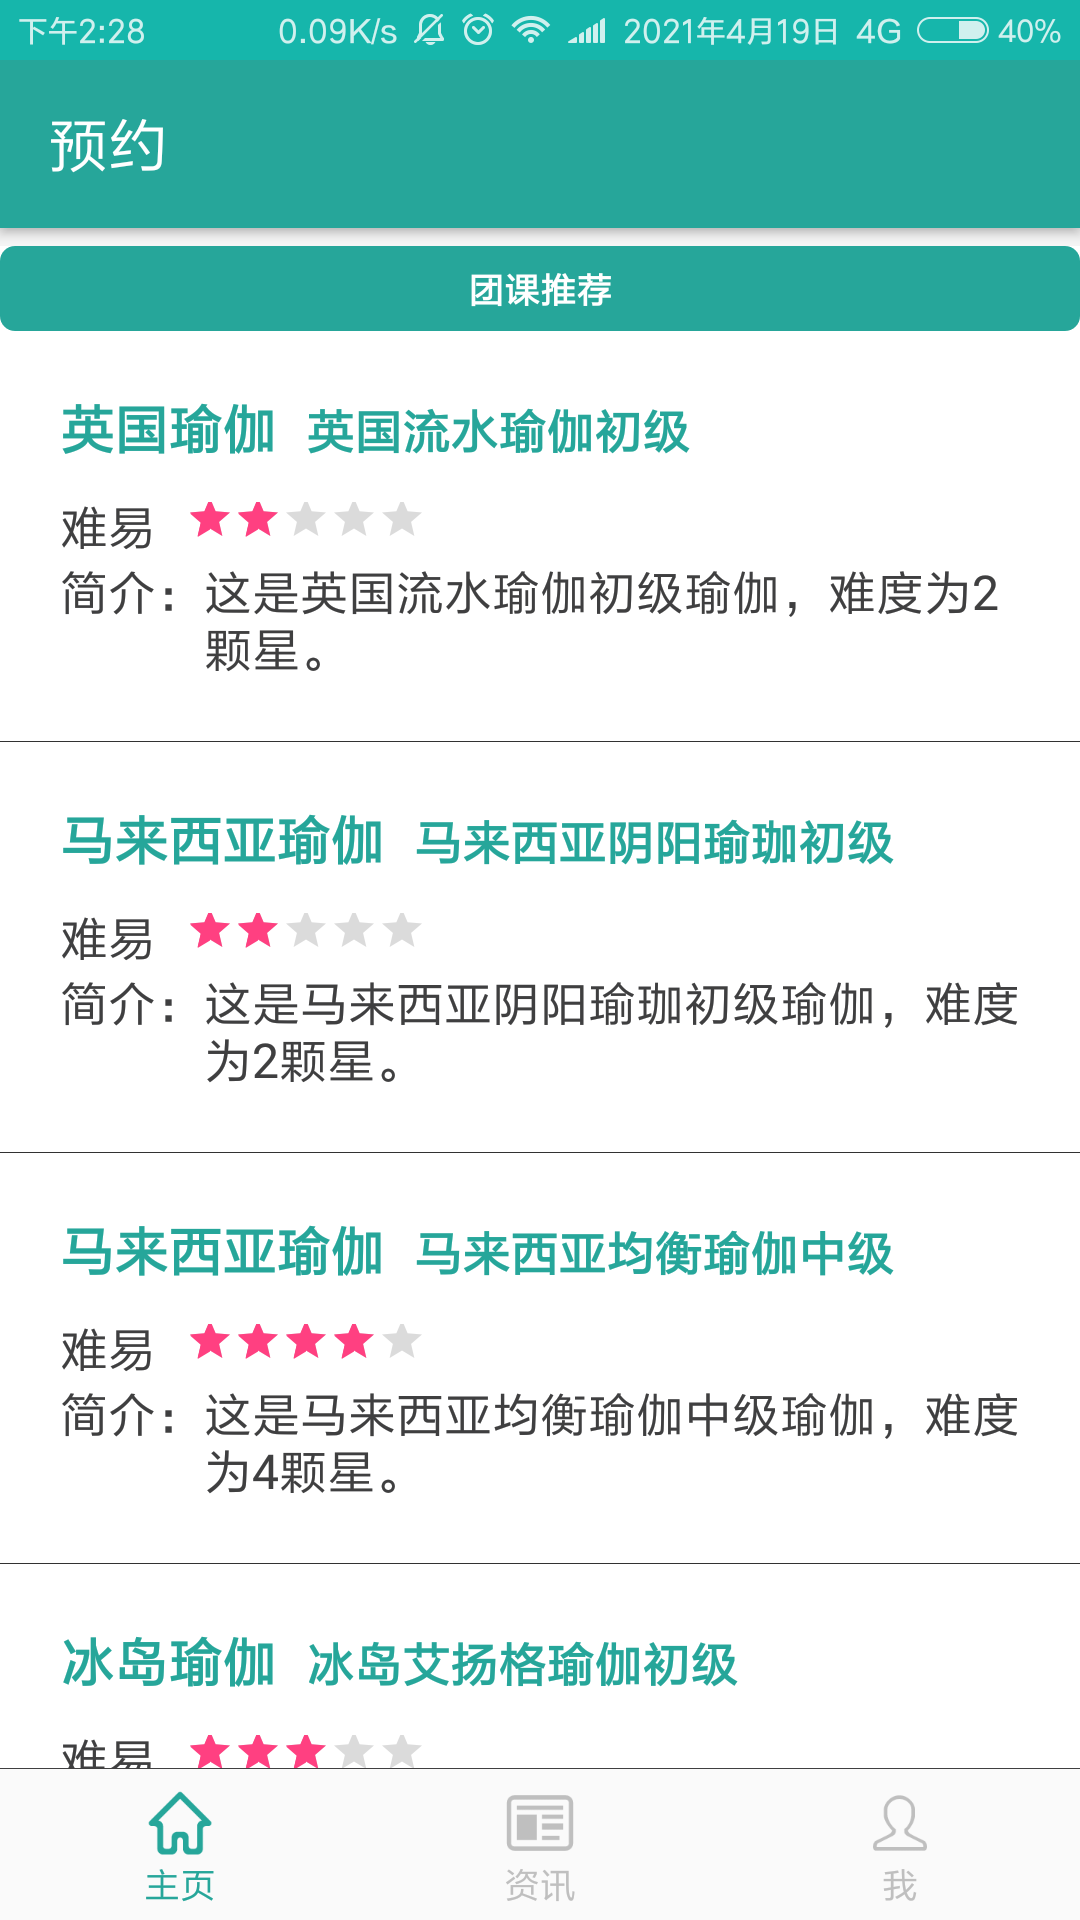 下午2:28 0.09K/s 2021年4月19日 4G 40%
预约
团课推荐
英国瑜伽 英国流水瑜伽初级
难易
简介：这是英国流水瑜伽初级瑜伽，难度为2
颗星。
马来西亚瑜伽 马来西亚阴阳瑜珈初级
难易
简介：这是马来西亚阴阳瑜珈初级瑜伽，难度
为2颗星。
马来西亚瑜伽 马来西亚均衡瑜伽中级
难易
简介：这是马来西亚均衡瑜伽中级瑜伽，难度
为4颗星。
冰岛瑜伽 冰岛艾扬格瑜伽初级
难易
主页 资讯 我